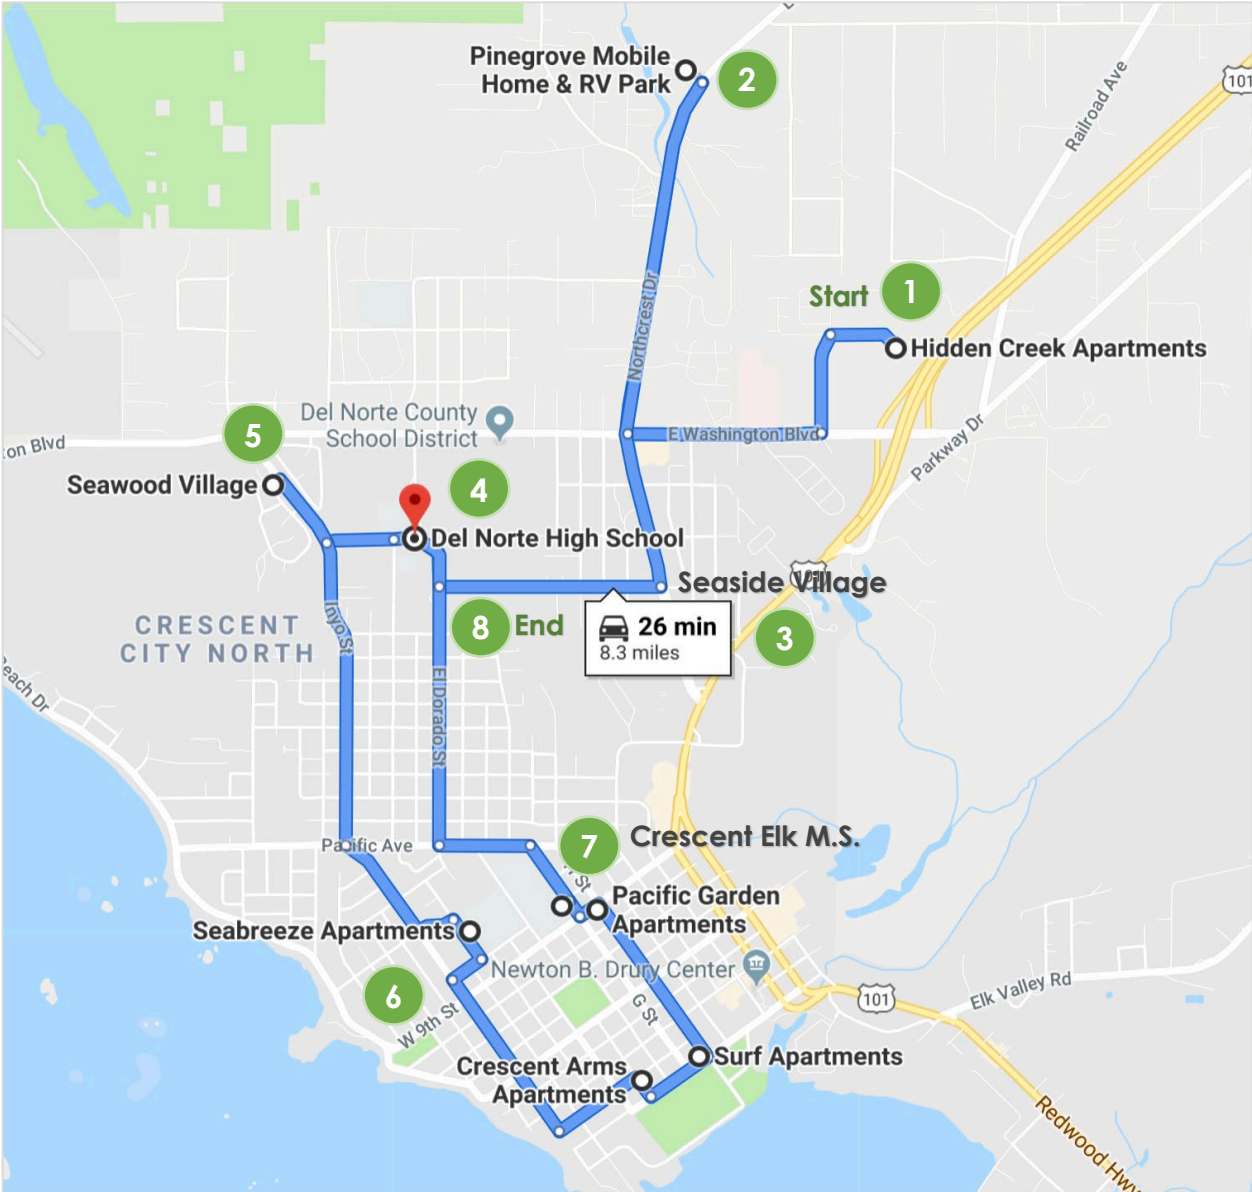 Pinegrove Mobile
Home & RV Park
2
101
Railroad Ave
Start
1
Hidden Creek Apartments
Northcrest Dr
Del Norte County
School District
5
E Washington Blvd
Parkway Dr
on Blvd
Seawood Village
4
Del Norte High School
Seaside Village
101
8
End
26 min
8.3 miles
3
CRESCENT
CITY NORTH
Inyo St
El Dorado St
each Dr
Pacific Ave
7
Crescent Elk M.S.
St
Pacific Garden
Apartments
Seabreeze Apartments
Newton B. Drury Center
6
W 9th St
G St
101
Elk Valley Rd
Crescent Arms
Apartments
Surf Apartments
Redwood Hwy